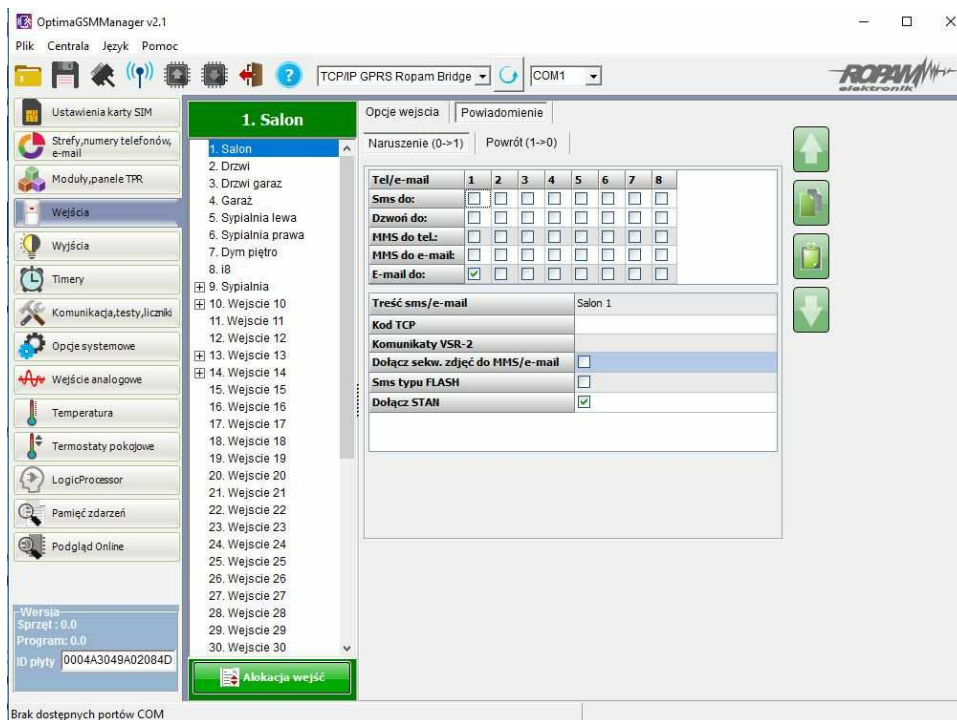 OptimaGSMManager v2.1
Plik Centrala Język Pomoc
TCP/IP GPRS Ropam Bridge
COM1
ROPAM
elektronik
Ustawienia karty SIM
Strefy,numery telefonów,
e-mail
Moduły,panele TPR
Wejścia
Wyjścia
Timery
Komunikacja,testy,liczniki
Opcje systemowe
Wejście analogowe
Temperatura
Termostaty pokojowe
LogicProcessor
Pamięć zdarzeń
Podgląd Online
Wersja
Sprzęt : 0.0
Program: 0.0
ID płyty 0004A3049A02084D
1. Salon
1. Salon
2. Drzwi
3. Drzwi garaz
4. Garaż
5. Sypialnia lewa
6. Sypialnia prawa
7. Dym piętro
8. i8
9. Sypialnia
10. Wejscie 10
11. Wejscie 11
12. Wejscie 12
13. Wejscie 13
14. Wejscie 14
15. Wejscie 15
16. Wejscie 16
17. Wejscie 17
18. Wejscie 18
19. Wejscie 19
20. Wejscie 20
21. Wejscie 21
22. Wejscie 22
23. Wejscie 23
24. Wejscie 24
25. Wejscie 25
26. Wejscie 26
27. Wejscie 27
28. Wejscie 28
29. Wejscie 29
30. Wejscie 30
Alokacja wejść
Opcje wejscia Powiadomienie
Naruszenie (0->1) Powrót (1->0)
Tel/e-mail 1 2 3 4 5 6 7 8
Sms do:
Dzwoń do:
MMS do tel.:
MMS do e-mail:
E-mail do:
Treść sms/e-mail Salon 1
Kod TCP
Komunikaty VSR-2
Dołącz sekw. zdjęć do MMS/e-mail
Sms typu FLASH
Dołącz STAN
Brak dostępnych portów COM